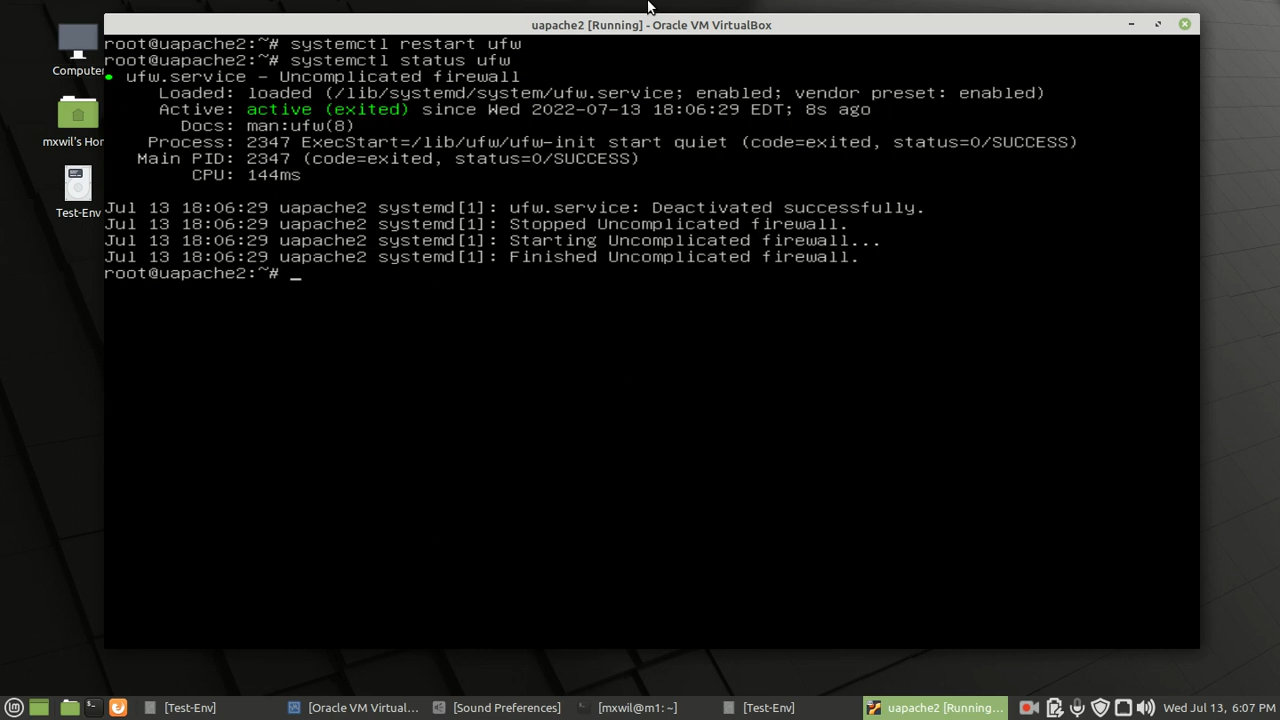 uapache2 [Running] - Oracle VM VirtualBox
Computer
mxwil's Hor
Test-Env
root@uapache2:~# systemctl restart ufw
root@uapache2:~# systemctl status ufw
● ufw.service - Uncomplicated firewall
Loaded: loaded (/lib/systemd/system/ufw.service; enabled; vendor preset: enabled)
Active: active (exited) since Wed 2022-07-13 18:06:29 EDT; 8s ago
Docs: man:ufw(8)
Process: 2347 ExecStart=/lib/ufw/ufw-init start quiet (code=exited, status=0/SUCCESS)
Main PID: 2347 (code=exited, status=0/SUCCESS)
CPU: 144ms
Jul 13 18:06:29 uapache2 systemd[1]: ufw.service: Deactivated successfully.
Jul 13 18:06:29 uapache2 systemd[1]: Stopped Uncomplicated firewall.
Jul 13 18:06:29 uapache2 systemd[1]: Starting Uncomplicated firewall...
Jul 13 18:06:29 uapache2 systemd[1]: Finished Uncomplicated firewall.
root@uapache2:~# _
[Test-Env] [Oracle VM Virtual... [Sound Preferences] [mxwil@m1: ~] [Test-Env] uapache2 [Running... Wed Jul 13, 6:07 PM